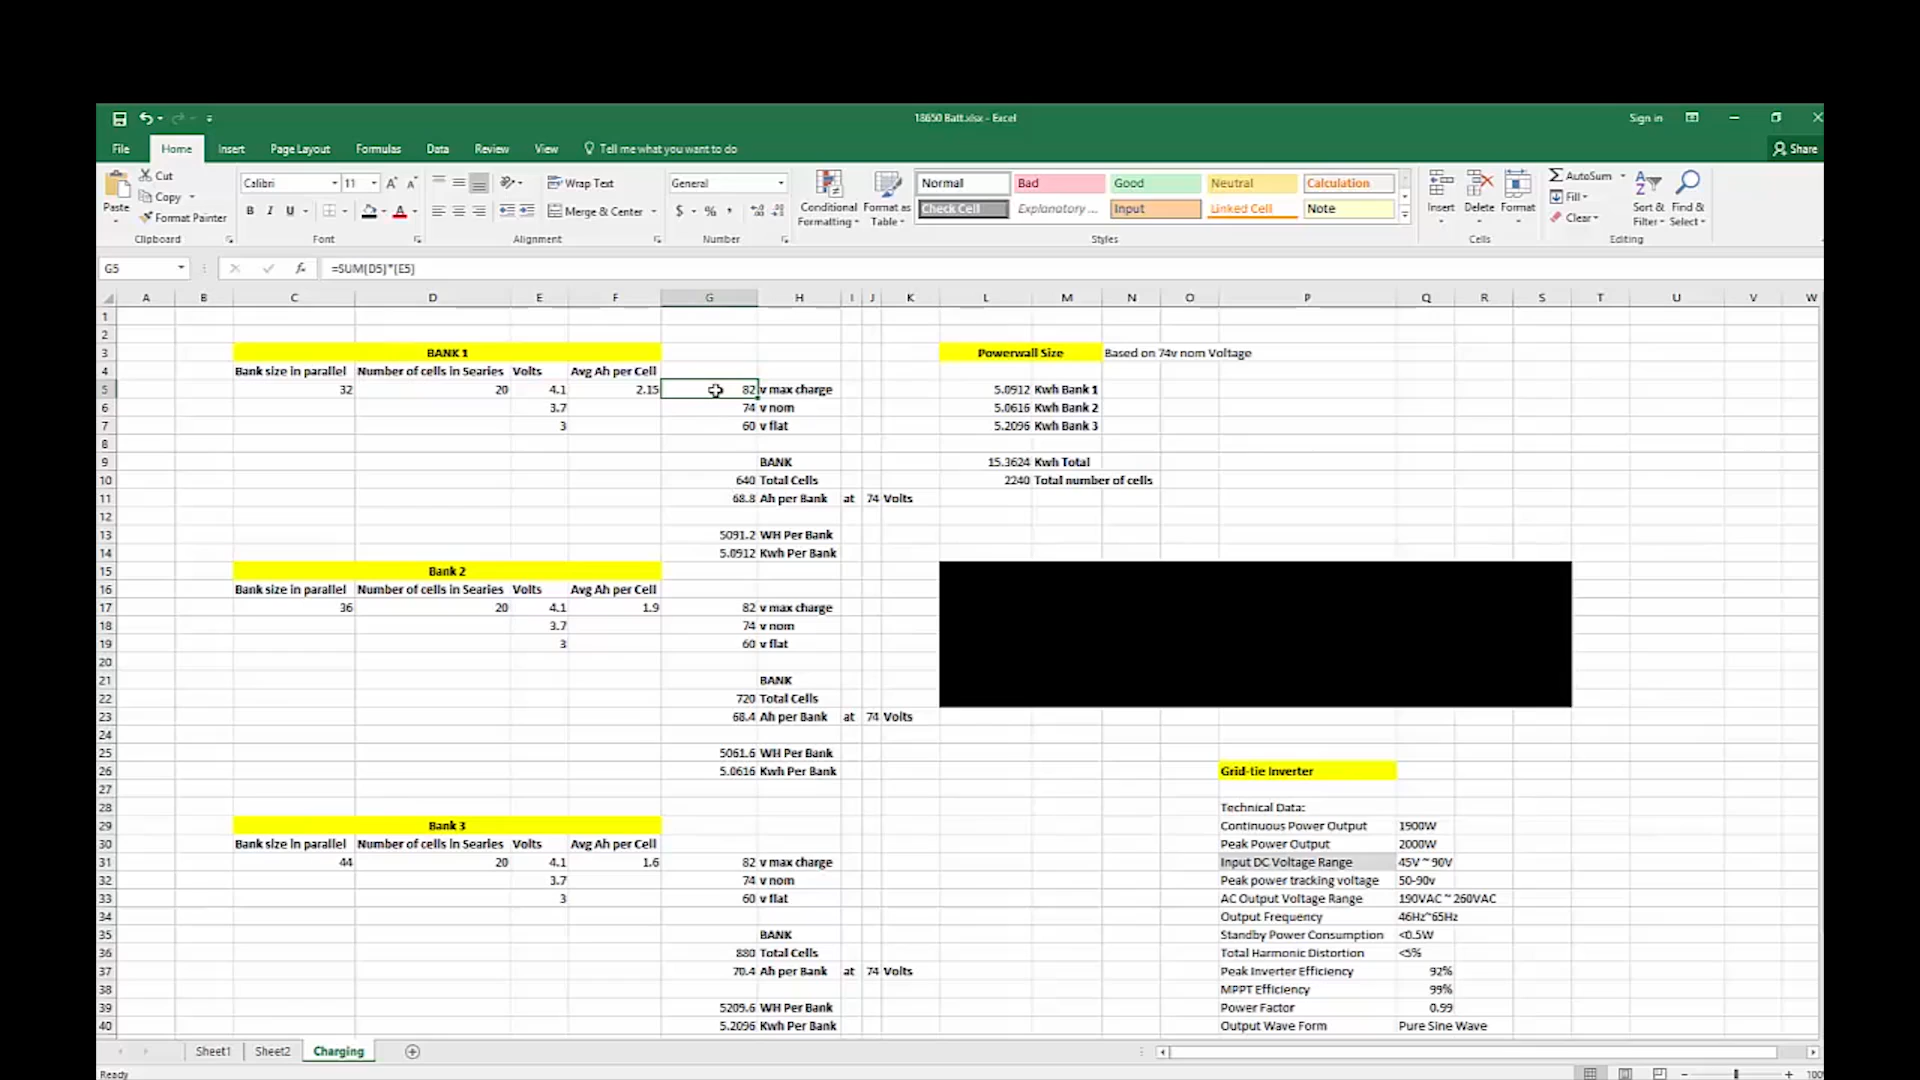 18650 Batt.xlsx - Excel
Sign in
File Home Insert Page Layout Formulas Data Review View Tell me what you want to do Share
Paste Cut Copy Format Painter Clipboard
Calibri 11 B I U Font
Wrap Text Merge & Center Alignment
General $ % Number
Conditional Formatting Format as Table
Normal Bad Good Neutral Calculation
Check Cell Explanatory ... Input Linked Cell Note
Styles
Insert Delete Format Cells
AutoSum Fill Clear Sort & Filter Find & Select Editing
G5 fx =SUM(D5)*(E5)
A B C D E F G H I J K L M N O P Q R S T U V W
1
2
3 BANK 1 Powerwall Size Based on 74v nom Voltage
4 Bank size in parallel Number of cells in Searies Volts Avg Ah per Cell
5 32 20 4.1 2.15 82 v max charge 5.0912 Kwh Bank 1
6 3.7 74 v nom 5.0616 Kwh Bank 2
7 3 60 v flat 5.2096 Kwh Bank 3
8
9 BANK 15.3624 Kwh Total
10 640 Total Cells 2240 Total number of cells
11 68.8 Ah per Bank at 74 Volts
12
13 5091.2 WH Per Bank
14 5.0912 Kwh Per Bank
15 Bank 2
16 Bank size in parallel Number of cells in Searies Volts Avg Ah per Cell
17 36 20 4.1 1.9 82 v max charge
18 3.7 74 v nom
19 3 60 v flat
20
21 BANK
22 720 Total Cells
23 68.4 Ah per Bank at 74 Volts
24
25 5061.6 WH Per Bank
26 5.0616 Kwh Per Bank Grid-tie Inverter
27
28 Technical Data:
29 Bank 3 Continuous Power Output 1900W
30 Bank size in parallel Number of cells in Searies Volts Avg Ah per Cell Peak Power Output 2000W
31 44 20 4.1 1.6 82 v max charge Input DC Voltage Range 45V ~ 90V
32 3.7 74 v nom Peak power tracking voltage 50-90v
33 3 60 v flat AC Output Voltage Range 190VAC ~ 260VAC
34 Output Frequency 46Hz~65Hz
35 BANK Standby Power Consumption <0.5W
36 880 Total Cells Total Harmonic Distortion <5%
37 70.4 Ah per Bank at 74 Volts Peak Inverter Efficiency 92%
38 MPPT Efficiency 99%
39 5209.6 WH Per Bank Power Factor 0.99
40 5.2096 Kwh Per Bank Output Wave Form Pure Sine Wave
Sheet1 Sheet2 Charging
Ready